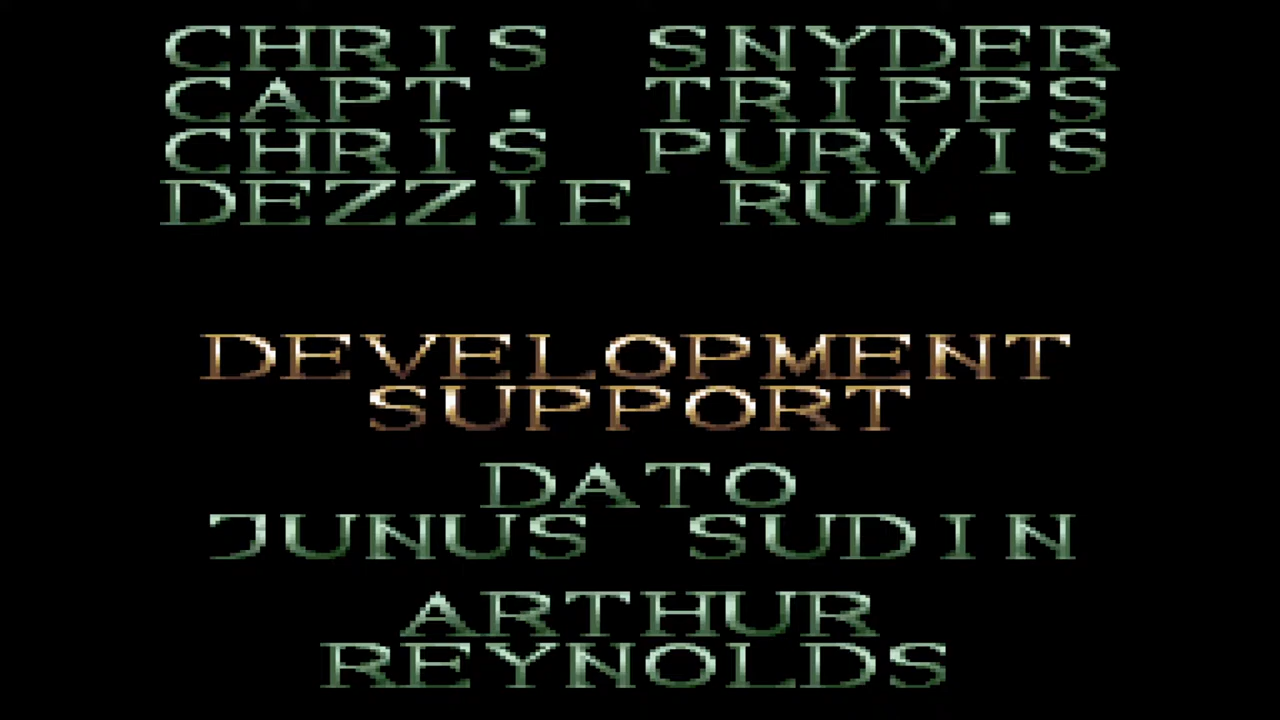 CHRIS SNYDER
CAPT. TRIPPS
CHRIS PURVIS
DEZZIE RUL.
DEVELOPMENT
SUPPORT
DATO
JUNUS SUDIN
ARTHUR
REYNOLDS